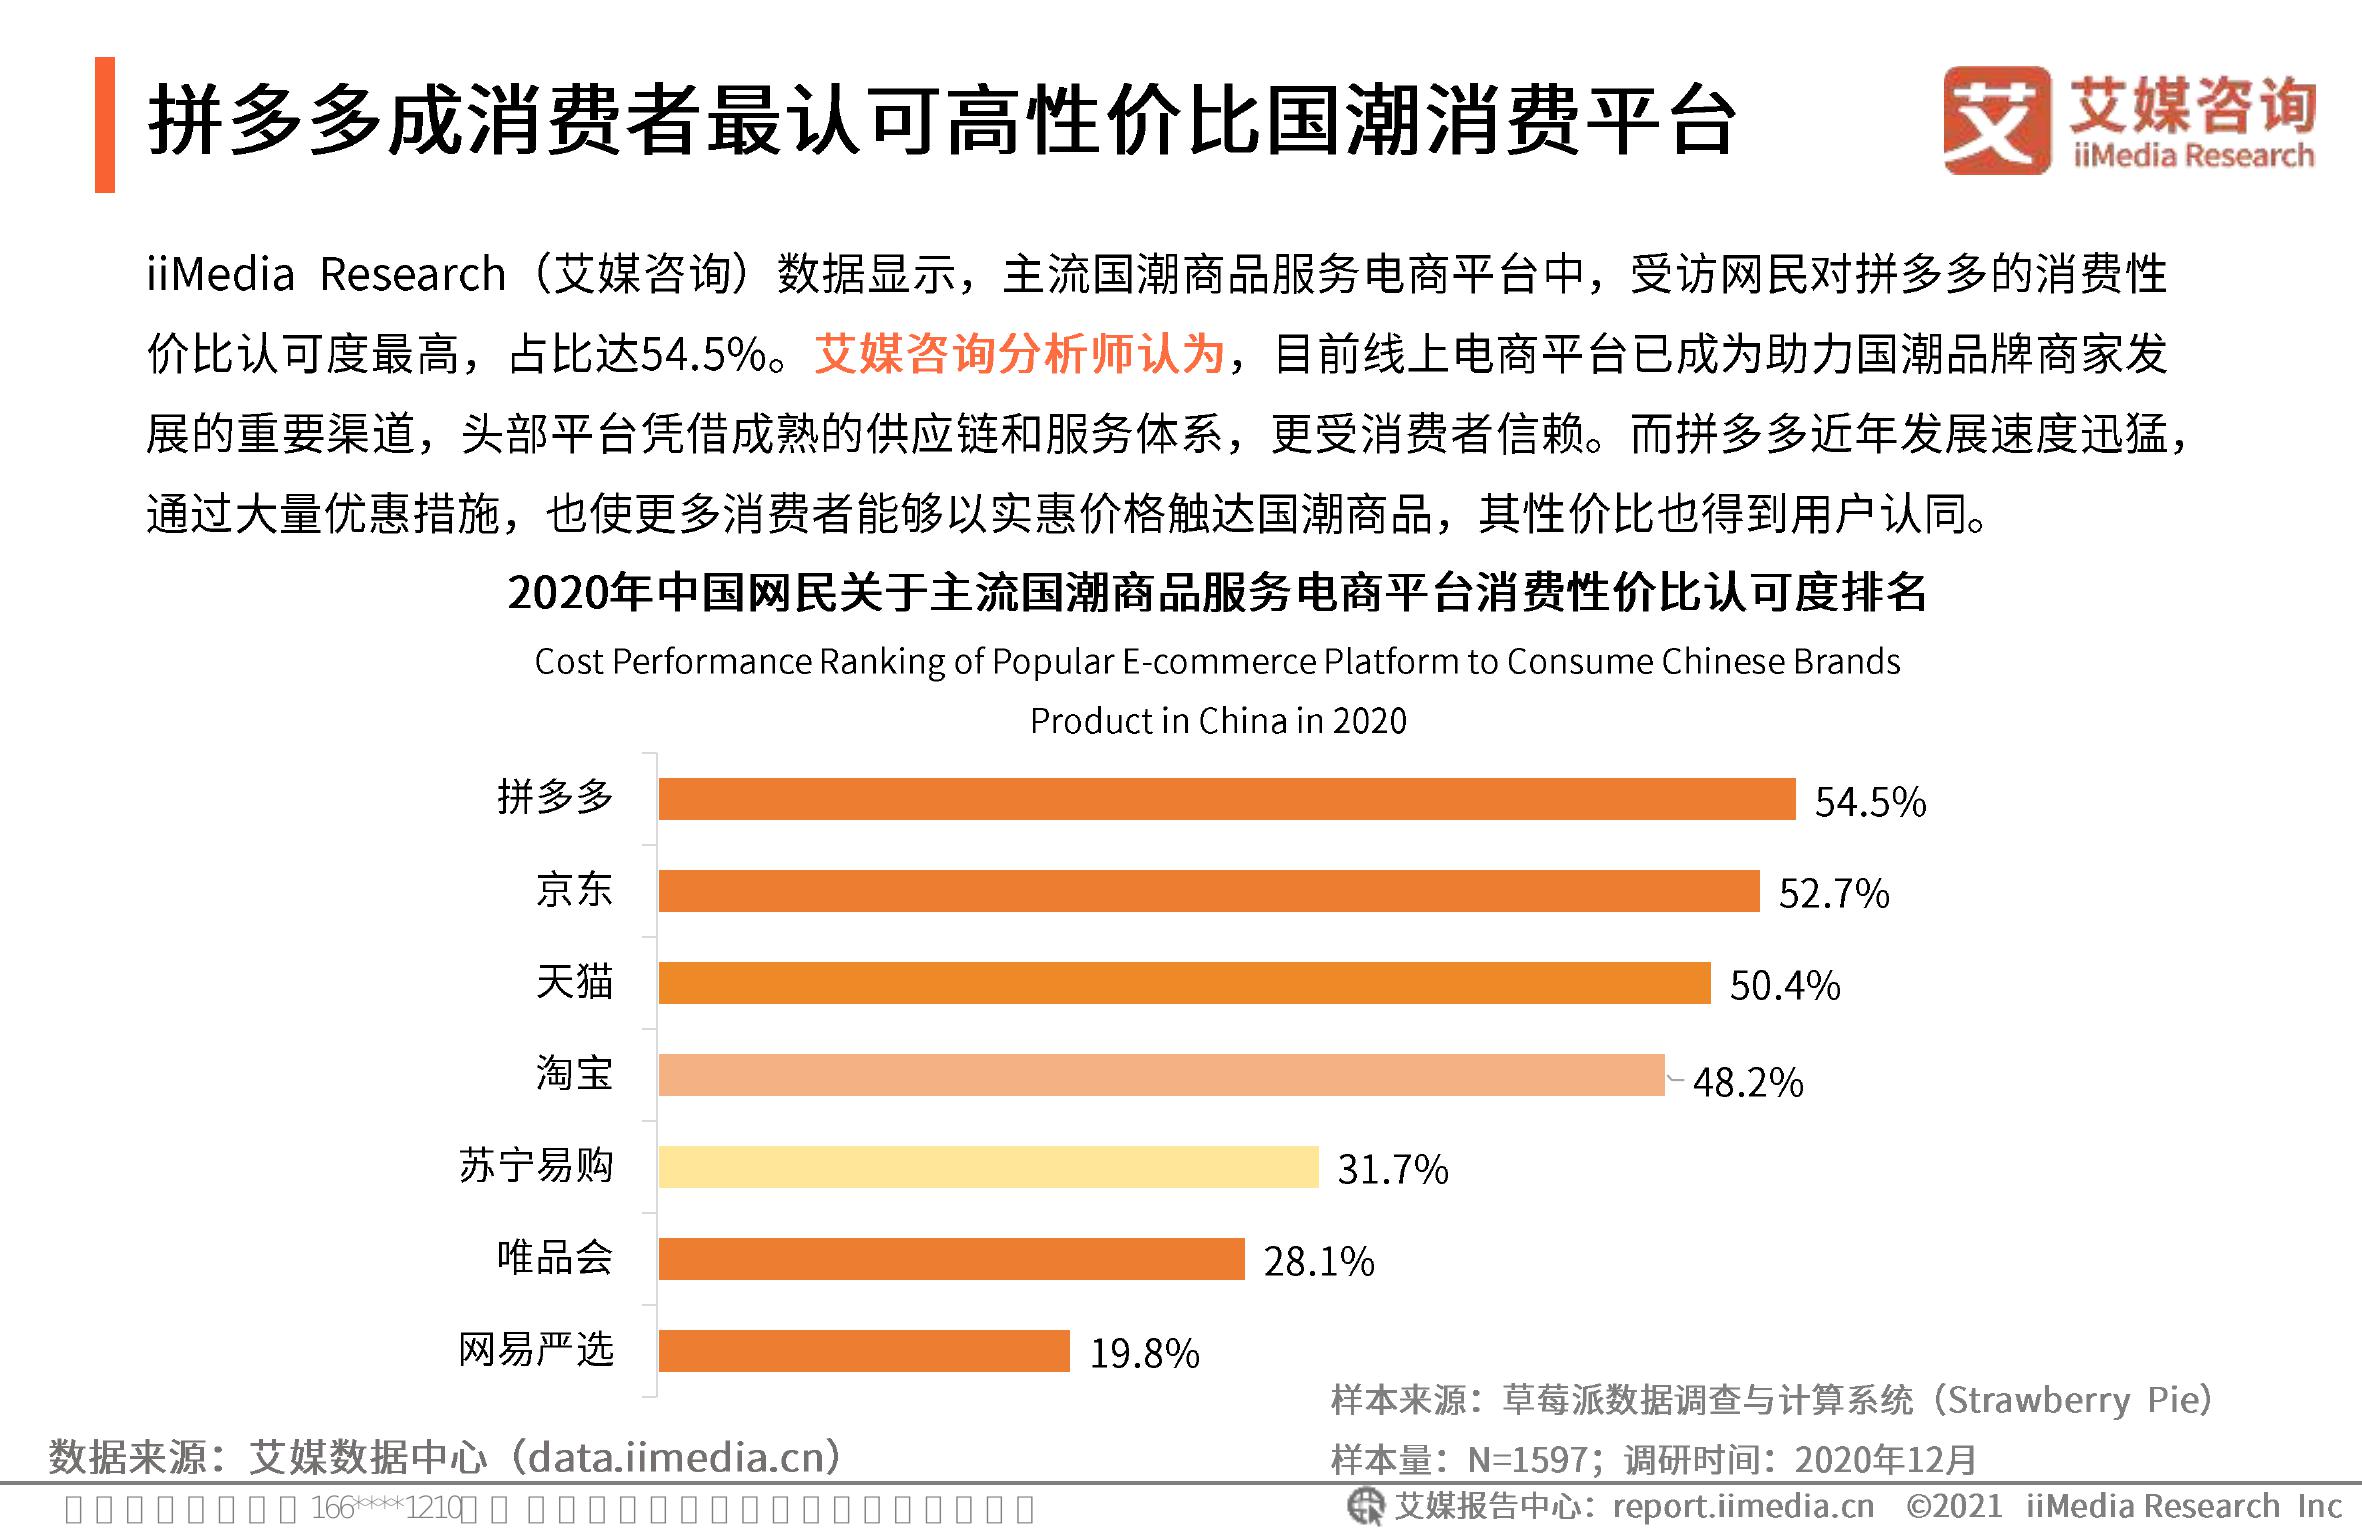 拼多多成消费者最认可高性价比国潮消费平台
艾媒咨询
iiMedia Research
iiMedia Research（艾媒咨询）数据显示，主流国潮商品服务电商平台中，受访网民对拼多多的消费性
价比认可度最高，占比达54.5%。艾媒咨询分析师认为，目前线上电商平台已成为助力国潮品牌商家发
展的重要渠道，头部平台凭借成熟的供应链和服务体系，更受消费者信赖。而拼多多近年发展速度迅猛，
通过大量优惠措施，也使更多消费者能够以实惠价格触达国潮商品，其性价比也得到用户认同。
2020年中国网民关于主流国潮商品服务电商平台消费性价比认可度排名
Cost Performance Ranking of Popular E-commerce Platform to Consume Chinese Brands
Product in China in 2020
拼多多 54.5%
京东 52.7%
天猫 50.4%
淘宝 48.2%
苏宁易购 31.7%
唯品会 28.1%
网易严选 19.8%
样本来源：草莓派数据调查与计算系统（Strawberry Pie）
数据来源：艾媒数据中心（data.iimedia.cn）
样本量：N=1597；调研时间：2020年12月
166****1210
艾媒报告中心：report.iimedia.cn ©2021 iiMedia Research Inc